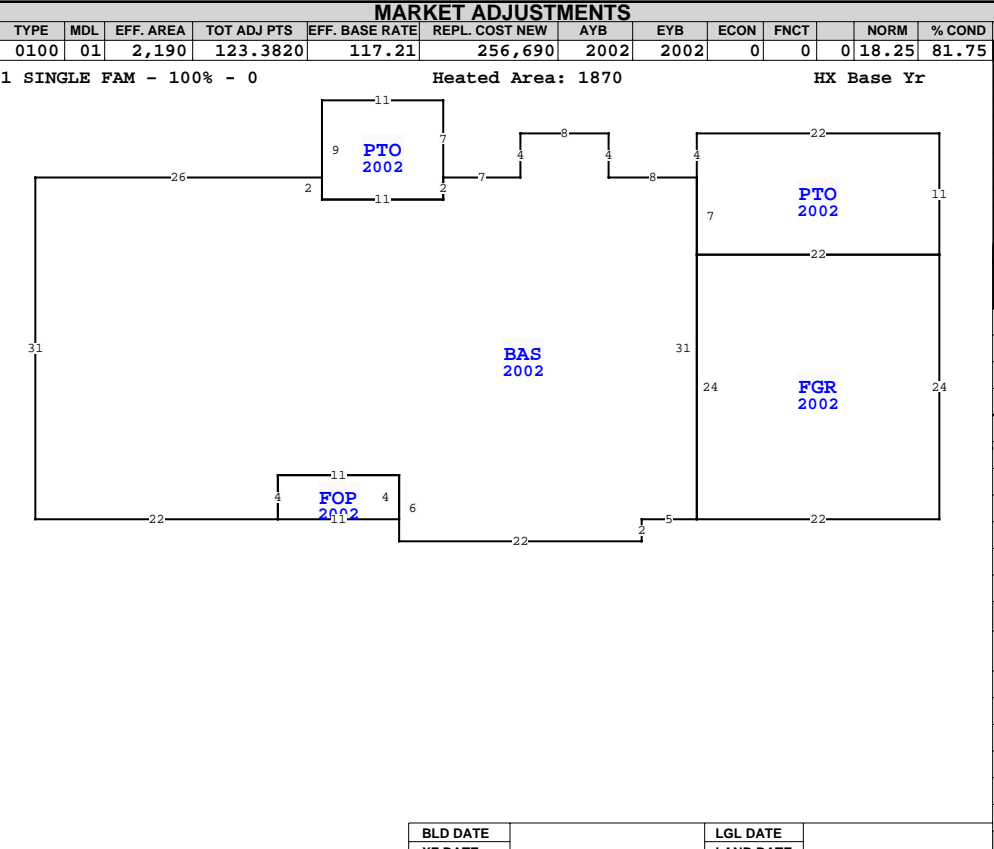 MARKET ADJUSTMENTS
TYPE MDL EFF. AREA TOT ADJ PTS EFF. BASE RATE REPL. COST NEW AYB EYB ECON FNCT NORM % COND
0100 01 2,190 123.3820 117.21 256,690 2002 2002 0 0 0 18.25 81.75
1 SINGLE FAM - 100% - 0 Heated Area: 1870 HX Base Yr
11
8 22
9 PTO 7
2002
4 4 4
26 2 11 2 7 8
PTO 11
2002
7
22
31 BAS 31
2002
24 FGR 24
2002
11
4 FOP 4 6
2002
22 11 5 22
22 2
BLD DATE LGL DATE